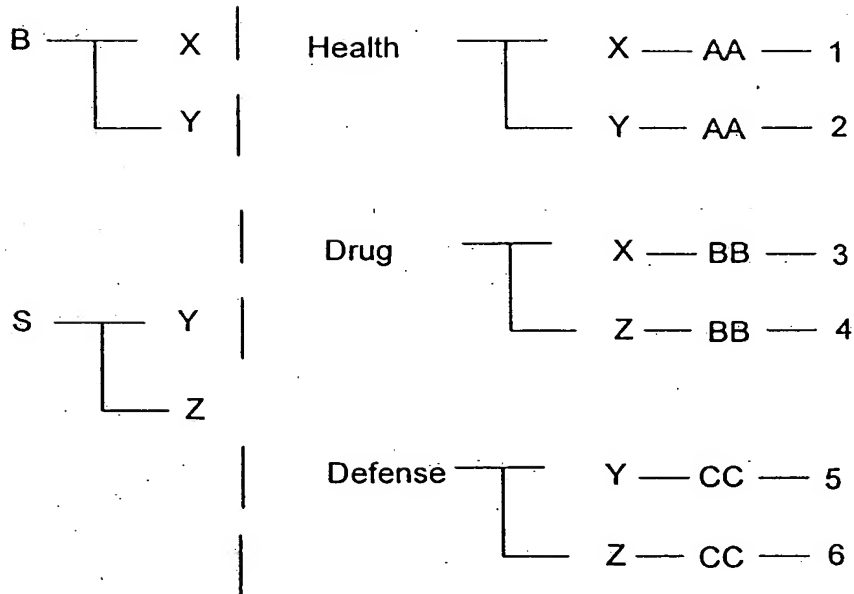 B X
Y
S Y
Z
Health X AA 1
Y AA 2
Drug X BB 3
Z BB 4
Defense Y CC 5
Z CC 6